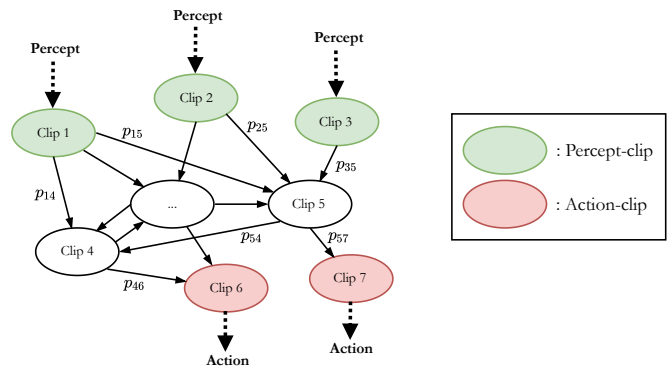 Percept
Percept
Percept
Clip 1
Clip 2
Clip 3
p15
p25
p35
p14
...
Clip 5
Clip 4
p54
p57
p46
Clip 6
Clip 7
Action
Action
: Percept-clip
: Action-clip